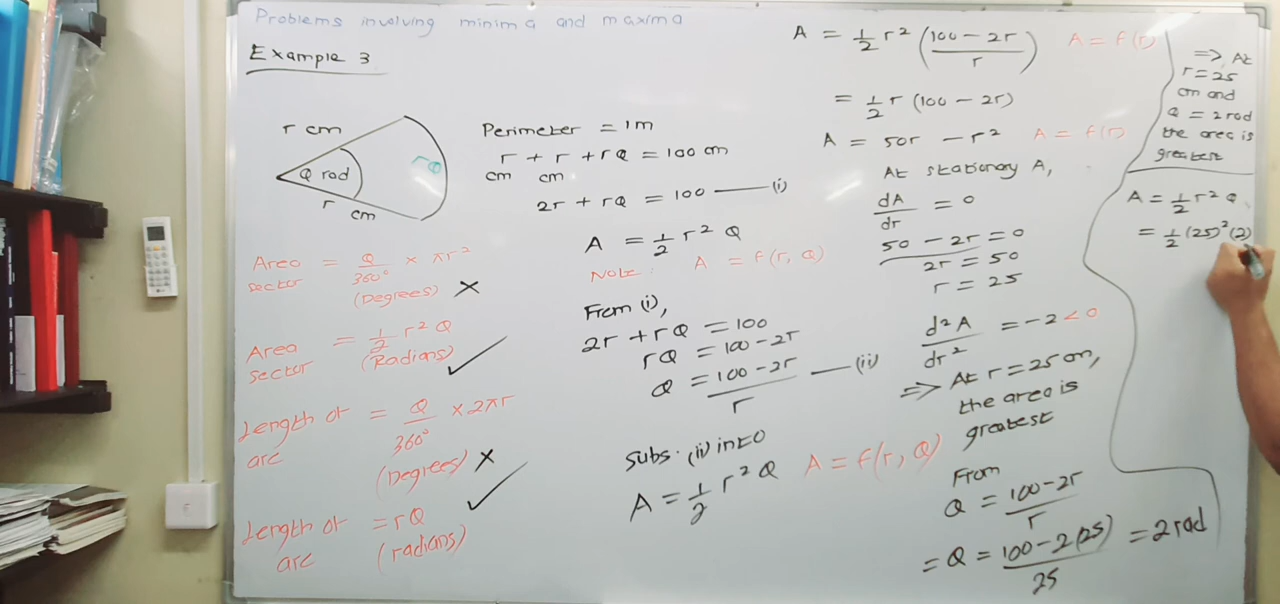 Problems involving minima and maxima
Example 3
r cm
Q rad
r cm
rQ
Area sector = Q/360° × πr²
(Degrees) ×
Area sector = 1/2 r² Q
(Radians) ✓
Length of arc = Q/360° × 2πr
(Degrees) ×
Length of arc = rQ
(radians) ✓
Perimeter = 1m
r + r + rQ = 100 cm
cm cm
2r + rQ = 100 — (i)
A = 1/2 r² Q
Note: A = f(r, Q)
From (i),
2r + rQ = 100
rQ = 100 - 2r
Q = (100 - 2r)/r — (ii)
Subs. (ii) into
A = 1/2 r² Q A = f(r, Q)
A = 1/2 r² ((100 - 2r)/r) A = f(r)
= 1/2 r (100 - 2r)
A = 50r - r² A = f(r)
At stationary A,
dA/dr = 0
50 - 2r = 0
2r = 50
r = 25
d²A/dr² = -2 < 0
=> At r = 25 cm,
the area is
greatest
From
Q = (100 - 2r)/r
= Q = (100 - 2(25))/25 = 2 rad
=> At
r = 25
cm and
Q = 2 rad
the area is
greatest
A = 1/2 r² Q
= 1/2 (25)² (2)